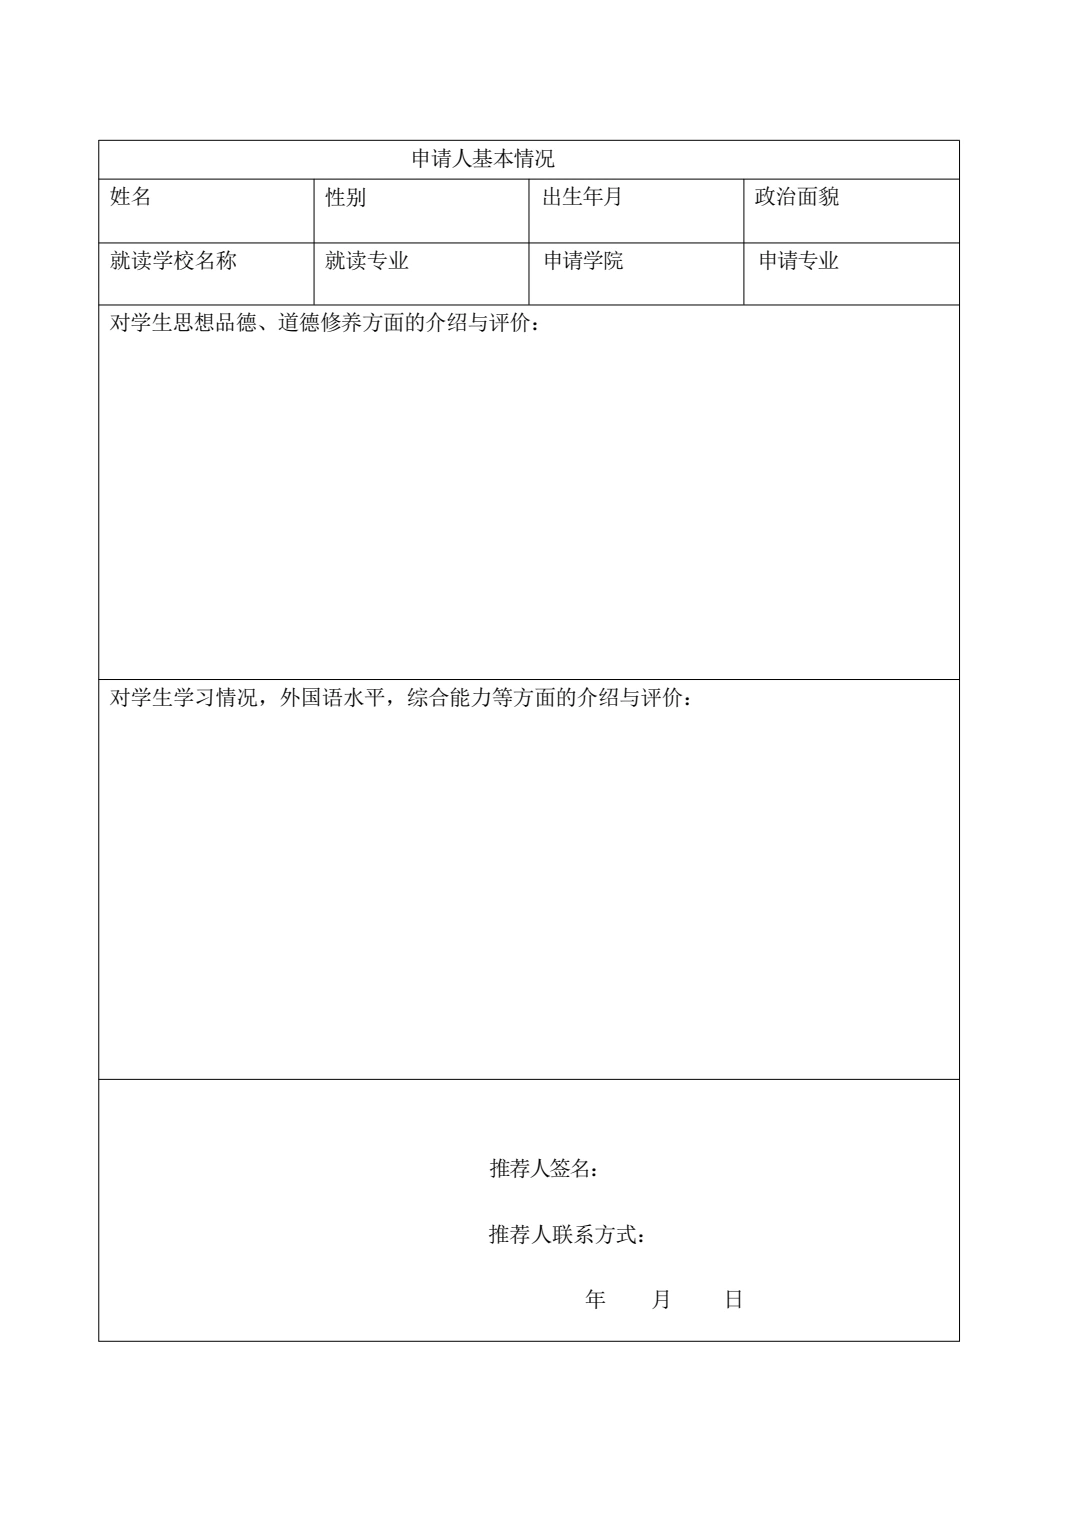 申请人基本情况
姓名 性别 出生年月 政治面貌
就读学校名称 就读专业 申请学院 申请专业
对学生思想品德、道德修养方面的介绍与评价：
对学生学习情况，外国语水平，综合能力等方面的介绍与评价：
推荐人签名：
推荐人联系方式：
年 月 日